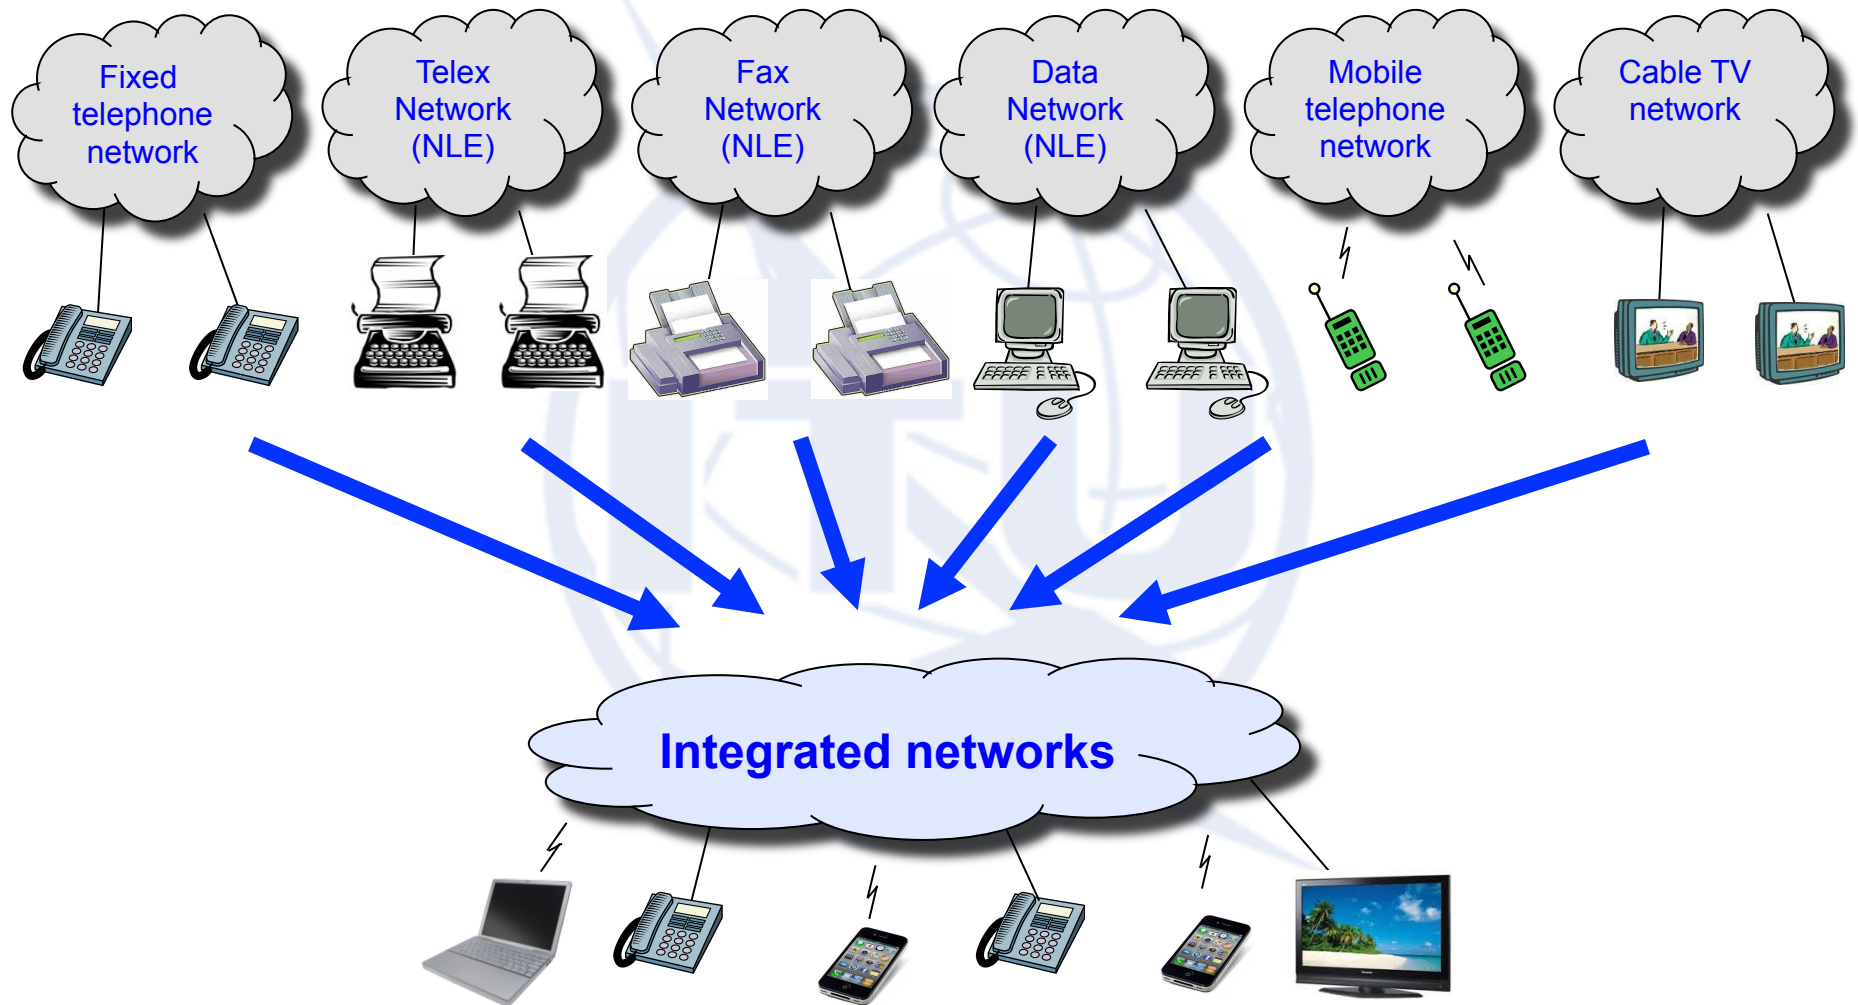 Fixed
telephone
network
Telex
Network
(NLE)
Fax
Network
(NLE)
Data
Network
(NLE)
Mobile
telephone
network
Cable TV
network
ITU
Integrated networks